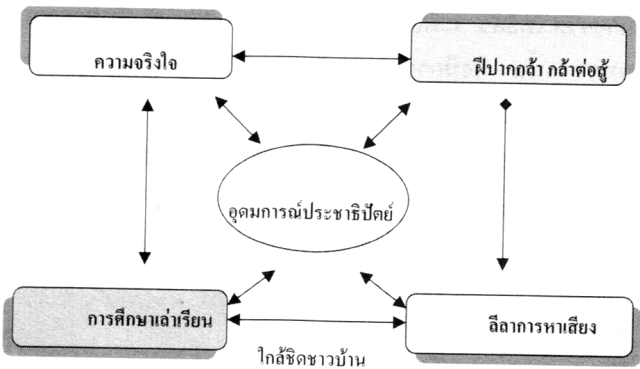 ความจริงใจ
ฝีปากกล้า กล้าต่อสู้
อุดมการณ์ประชาธิปัตย์
การศึกษาเล่าเรียน
ลีลาการหาเสียง
ใกล้ชิดชาวบ้าน